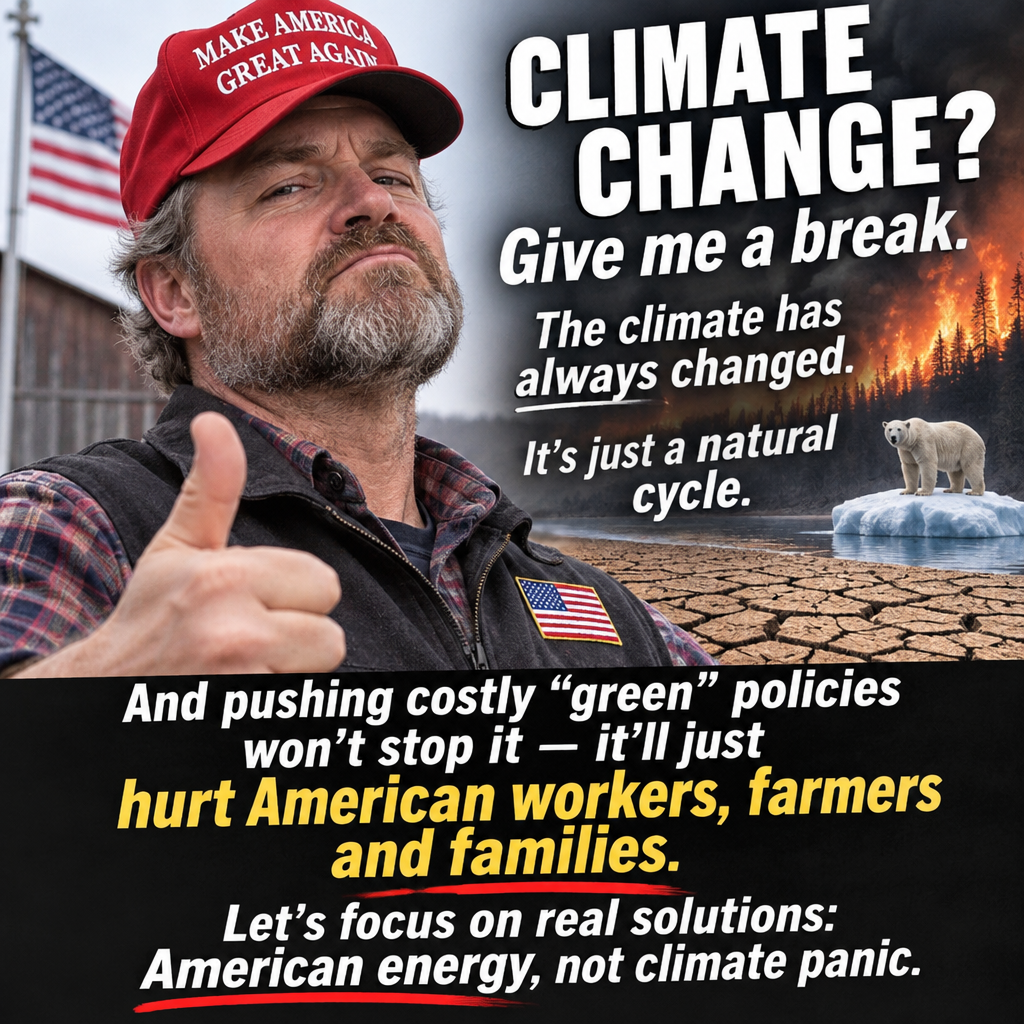 MAKE AMERICA
GREAT AGAIN
CLIMATE
CHANGE?
Give me a break.
The climate has
always changed.
It's just a natural
cycle.
And pushing costly “green” policies
won't stop it — it'll just
hurt American workers, farmers
and families.
Let's focus on real solutions:
American energy, not climate panic.